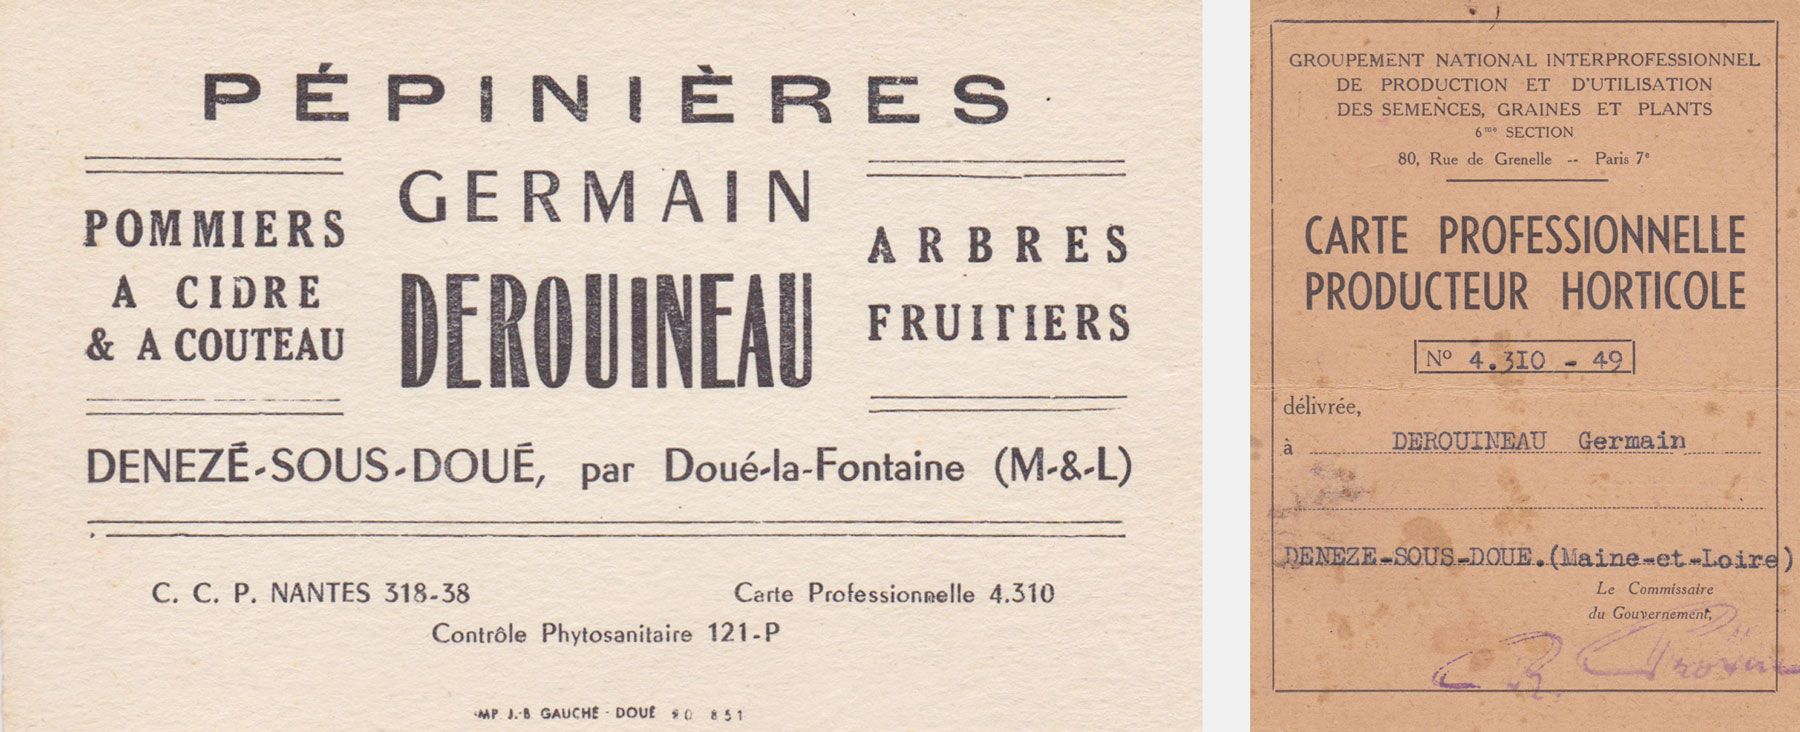 PÉPINIÈRES
GERMAIN
DEROUINEAU
POMMIERS
A CIDRE
& A COUTEAU
ARBRES
FRUITIERS
DENEZÉ-SOUS-DOUÉ, par Doué-la-Fontaine (M-&-L)
C. C. P. NANTES 318-38
Carte Professionnelle 4.310
Contrôle Phytosanitaire 121-P
MP J.-B GAUCHÉ - DOUÉ 851
GROUPEMENT NATIONAL INTERPROFESSIONNEL
DE PRODUCTION ET D'UTILISATION
DES SEMENCES, GRAINES ET PLANTS
6me SECTION
80, Rue de Grenelle -- Paris 7e
CARTE PROFESSIONNELLE
PRODUCTEUR HORTICOLE
No 4.310 - 49
délivrée,
à DEROUINEAU Germain
DENEZE-SOUS-DOUE.(Maine-et-Loire)
Le Commissaire
du Gouvernement,